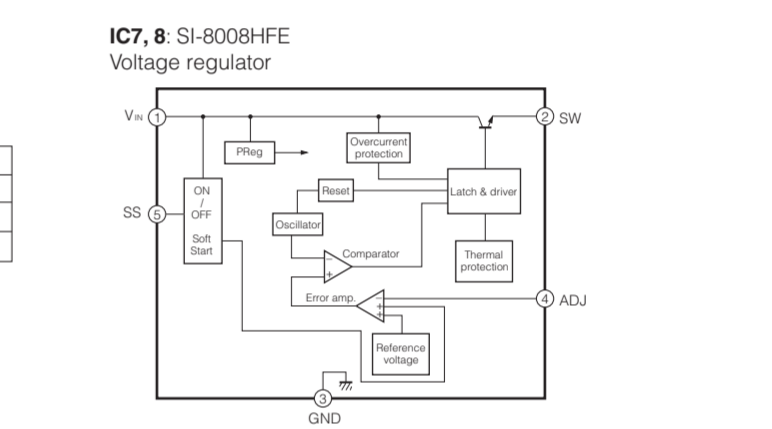 IC7, 8: SI-8008HFE
Voltage regulator
VIN 1
2 SW
PReg
Overcurrent
protection
ON
/
OFF
Soft
Start
SS 5
Reset
Latch & driver
Oscillator
Comparator
−
+
Thermal
protection
Error amp.
−
+
+
4 ADJ
Reference
voltage
3
GND